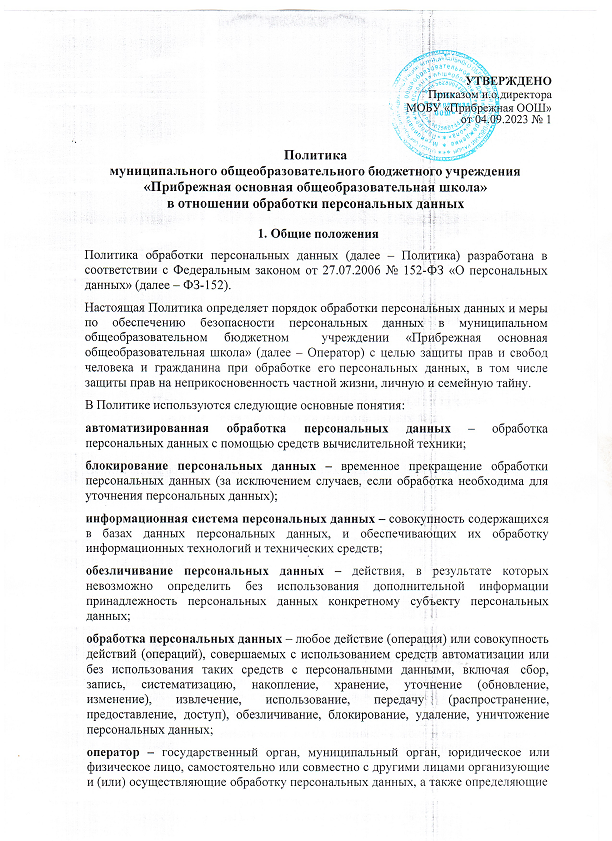 УТВЕРЖДЕНО
Приказом и.о.директора
МОБУ «Прибрежная ООШ»
от 04.09.2023 № 1
Политика
муниципального общеобразовательного бюджетного учреждения
«Прибрежная основная общеобразовательная школа»
в отношении обработки персональных данных
1. Общие положения
Политика обработки персональных данных (далее – Политика) разработана в
соответствии с Федеральным законом от 27.07.2006 № 152-ФЗ «О персональных
данных» (далее – ФЗ-152).
Настоящая Политика определяет порядок обработки персональных данных и меры
по обеспечению безопасности персональных данных в муниципальном
общеобразовательном бюджетном учреждении «Прибрежная основная
общеобразовательная школа» (далее – Оператор) с целью защиты прав и свобод
человека и гражданина при обработке его персональных данных, в том числе
защиты прав на неприкосновенность частной жизни, личную и семейную тайну.
В Политике используются следующие основные понятия:
автоматизированная обработка персональных данных – обработка
персональных данных с помощью средств вычислительной техники;
блокирование персональных данных – временное прекращение обработки
персональных данных (за исключением случаев, если обработка необходима для
уточнения персональных данных);
информационная система персональных данных – совокупность содержащихся
в базах данных персональных данных, и обеспечивающих их обработку
информационных технологий и технических средств;
обезличивание персональных данных – действия, в результате которых
невозможно определить без использования дополнительной информации
принадлежность персональных данных конкретному субъекту персональных
данных;
обработка персональных данных – любое действие (операция) или совокупность
действий (операций), совершаемых с использованием средств автоматизации или
без использования таких средств с персональными данными, включая сбор,
запись, систематизацию, накопление, хранение, уточнение (обновление,
изменение), извлечение, использование, передачу (распространение,
предоставление, доступ), обезличивание, блокирование, удаление, уничтожение
персональных данных;
оператор – государственный орган, муниципальный орган, юридическое или
физическое лицо, самостоятельно или совместно с другими лицами организующие
и (или) осуществляющие обработку персональных данных, а также определяющие